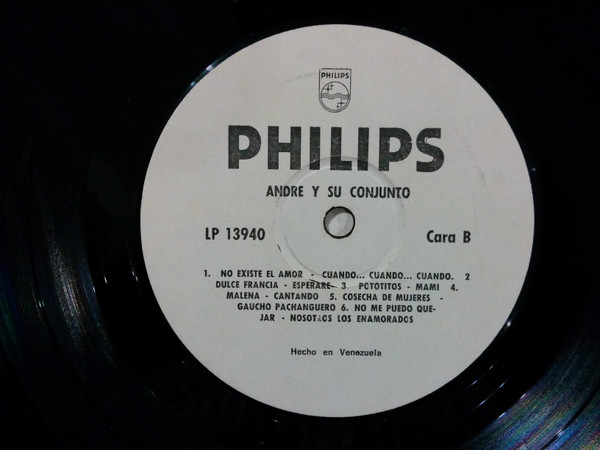 PHILIPS
PHILIPS
ANDRE Y SU CONJUNTO
LP 13940 Cara B
1. NO EXISTE EL AMOR - CUANDO... CUANDO... CUANDO. 2
DULCE FRANCIA - ESPERARE- 3 POTOTITOS - MAMI 4.
MALENA - CANTANDO 5. COSECHA DE MUJERES -
GAUCHO PACHANGUERO 6. NO ME PUEDO QUE-
JAR - NOSOTROS LOS ENAMORADOS
Hecho en Venezuela